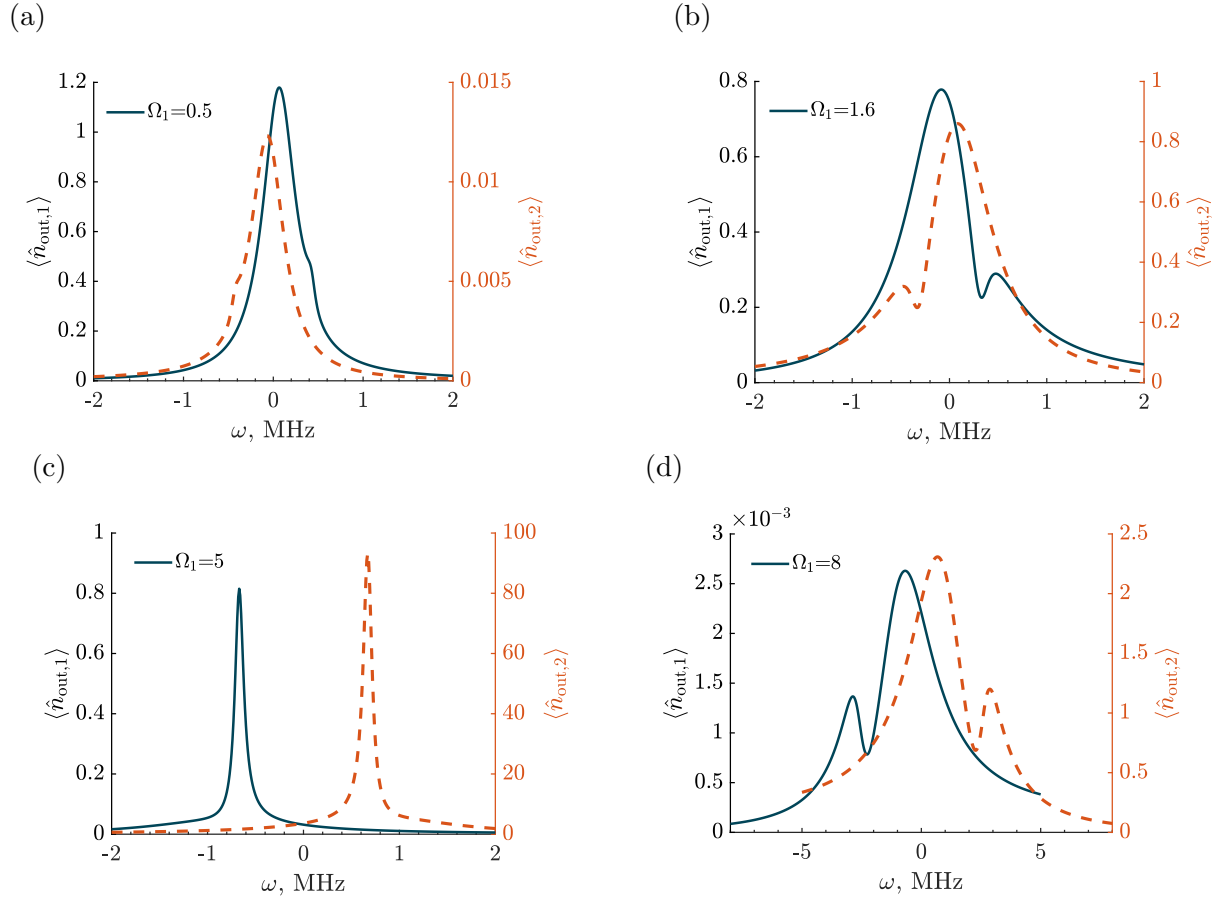 (a)
Ω₁=0.5
1.2
1
0.8
0.6
0.4
0.2
0
0.015
0.01
0.005
0
-2 -1 0 1 2
⟨n̂out,1⟩
⟨n̂out,2⟩
ω, MHz
(b)
Ω₁=1.6
0.8
0.6
0.4
0.2
0
1
0.8
0.6
0.4
0.2
0
-2 -1 0 1 2
⟨n̂out,1⟩
⟨n̂out,2⟩
ω, MHz
(c)
Ω₁=5
1
0.8
0.6
0.4
0.2
0
100
80
60
40
20
0
-2 -1 0 1 2
⟨n̂out,1⟩
⟨n̂out,2⟩
ω, MHz
(d)
×10⁻³
Ω₁=8
3
2.5
2
1.5
1
0.5
0
2.5
2
1.5
1
0.5
0
-5 0 5
⟨n̂out,1⟩
⟨n̂out,2⟩
ω, MHz